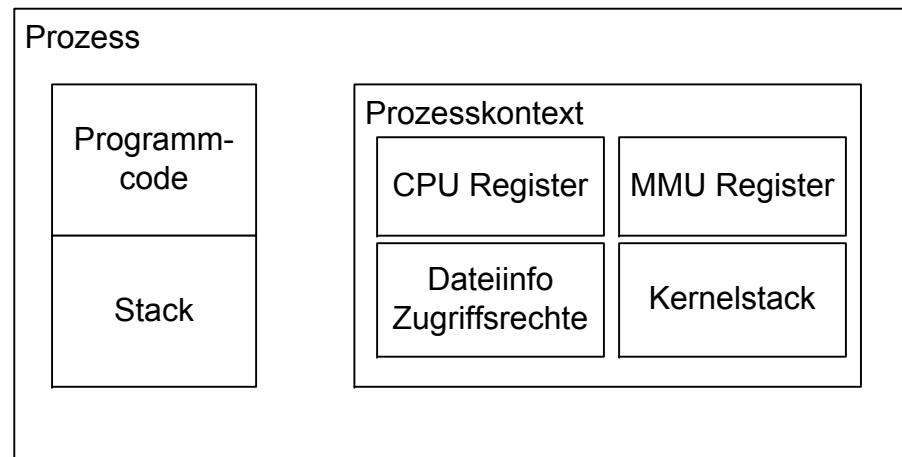 Prozess
Programm-
code
Stack
Prozesskontext
CPU Register
MMU Register
Dateiinfo
Zugriffsrechte
Kernelstack